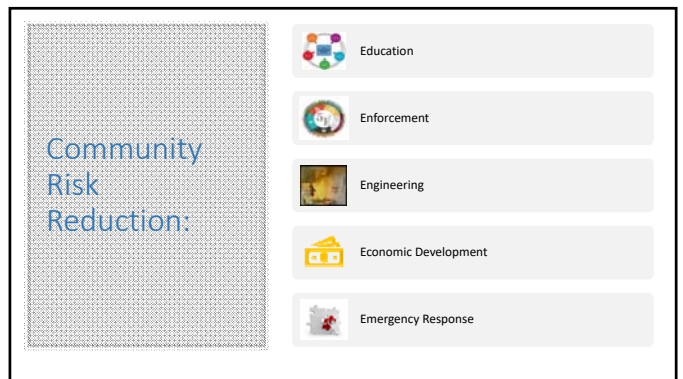 Community
Risk
Reduction:
Education
Enforcement
Engineering
Economic Development
Emergency Response